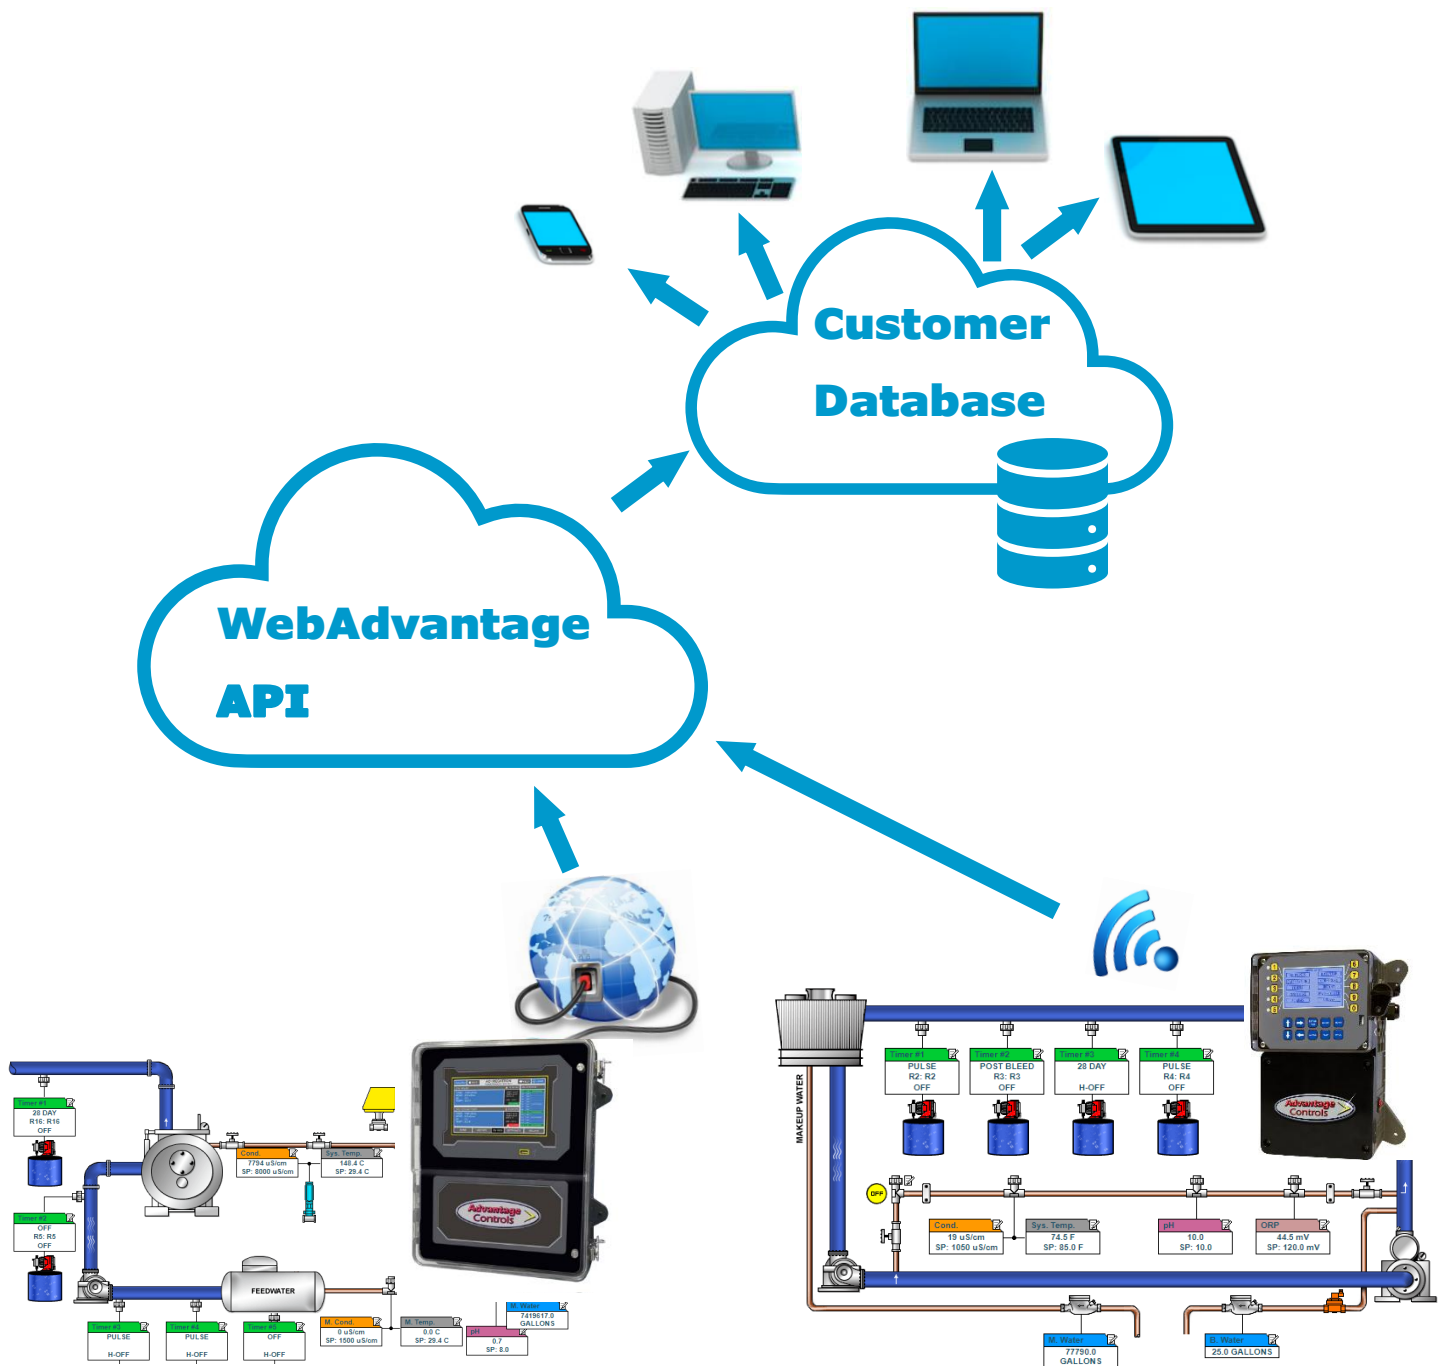 Customer
Database
WebAdvantage
API
Timer #1
28 DAY
R16: R16
OFF
Timer #2
OFF
R5: R5
OFF
Cond.
7794 uS/cm
SP: 8000 uS/cm
Sys. Temp.
148.4 C
SP: 29.4 C
FEEDWATER
Timer #3
PULSE
H-OFF
Timer #4
PULSE
H-OFF
Timer #5
OFF
H-OFF
M. Cond.
0 uS/cm
SP: 1500 uS/cm
M. Temp.
0.0 C
SP: 29.4 C
pH
0.7
SP: 8.0
M. Water
7419617.0
GALLONS
Advantage
Controls
MAKEUP WATER
Timer #1
PULSE
R2: R2
OFF
Timer #2
POST BLEED
R3: R3
OFF
Timer #3
28 DAY
H-OFF
Timer #4
PULSE
R4: R4
OFF
Advantage
Controls
OFF
Cond.
19 uS/cm
SP: 1050 uS/cm
Sys. Temp.
74.5 F
SP: 85.0 F
pH
10.0
SP: 10.0
ORP
44.5 mV
SP: 120.0 mV
M. Water
77790.0
GALLONS
B. Water
25.0 GALLONS